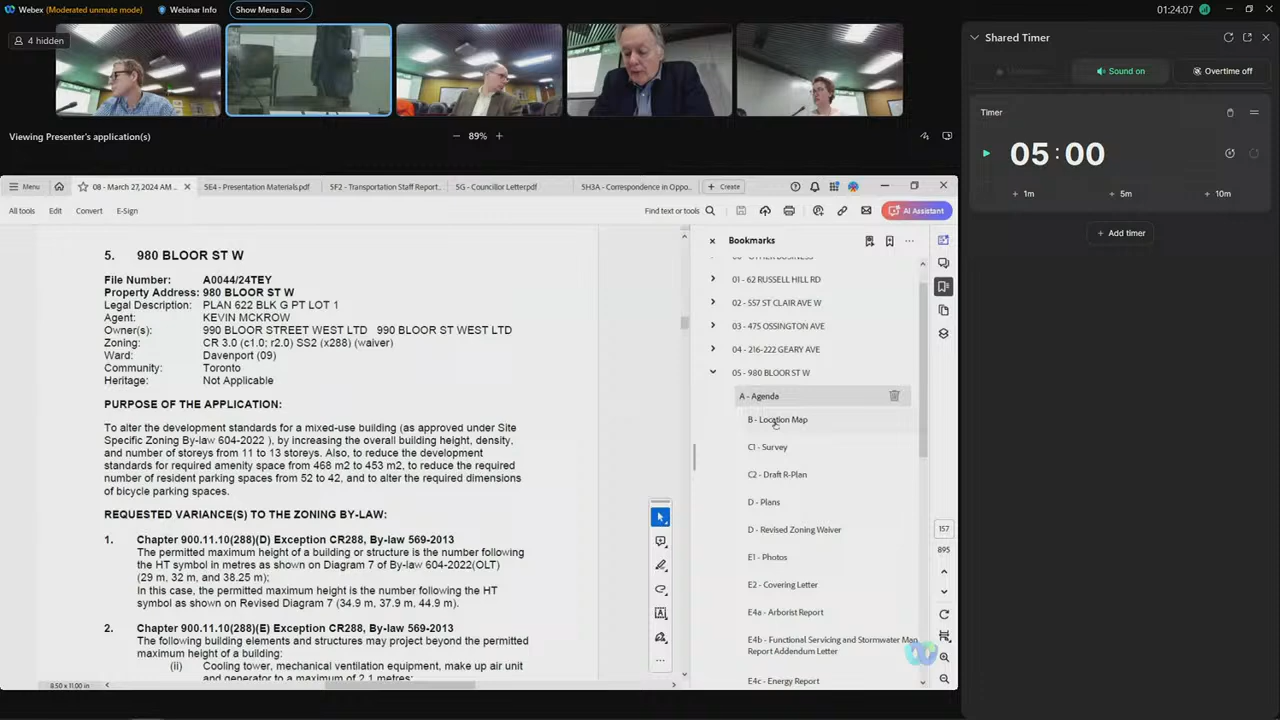 Webex (Moderated unmute mode) Webinar Info Show Menu Bar 01:24:07
4 hidden
Viewing Presenter's application(s) 89%
Menu 08 - March 27, 2024 AM ... 5E4 - Presentation Materials.pdf 5F2 - Transportation Staff Report... 5G - Councillor Letter.pdf 5H3A - Correspondence in Oppo... Create
All tools Edit Convert E-Sign Find text or tools AI Assistant
5. 980 BLOOR ST W
File Number: A0044/24TEY
Property Address: 980 BLOOR ST W
Legal Description: PLAN 622 BLK G PT LOT 1
Agent: KEVIN MCKROW
Owner(s): 990 BLOOR STREET WEST LTD 990 BLOOR ST WEST LTD
Zoning: CR 3.0 (c1.0; r2.0) SS2 (x288) (waiver)
Ward: Davenport (09)
Community: Toronto
Heritage: Not Applicable
PURPOSE OF THE APPLICATION:
To alter the development standards for a mixed-use building (as approved under Site
Specific Zoning By-law 604-2022 ), by increasing the overall building height, density,
and number of storeys from 11 to 13 storeys. Also, to reduce the development
standards for required amenity space from 468 m2 to 453 m2, to reduce the required
number of resident parking spaces from 52 to 42, and to alter the required dimensions
of bicycle parking spaces.
REQUESTED VARIANCE(S) TO THE ZONING BY-LAW:
1. Chapter 900.11.10(288)(D) Exception CR288, By-law 569-2013
The permitted maximum height of a building or structure is the number following
the HT symbol in metres as shown on Diagram 7 of By-law 604-2022(OLT)
(29 m, 32 m, and 38.25 m);
In this case, the permitted maximum height is the number following the HT
symbol as shown on Revised Diagram 7 (34.9 m, 37.9 m, 44.9 m).
2. Chapter 900.11.10(288)(E) Exception CR288, By-law 569-2013
The following building elements and structures may project beyond the permitted
maximum height of a building:
(ii) Cooling tower, mechanical ventilation equipment, make up air unit
and generator to a maximum of 2.1 metres;
8.50 x 11.00 in
Bookmarks
00 - OTHER BUSINESS
01 - 62 RUSSELL HILL RD
02 - 557 ST CLAIR AVE W
03 - 475 OSSINGTON AVE
04 - 216-222 GEARY AVE
05 - 980 BLOOR ST W
A - Agenda
B - Location Map
C1 - Survey
C2 - Draft R-Plan
D - Plans
D - Revised Zoning Waiver
E1 - Photos
E2 - Covering Letter
E4a - Arborist Report
E4b - Functional Servicing and Stormwater Man
Report Addendum Letter
E4c - Energy Report
157
895
Shared Timer
Sound on Overtime off
Timer
05:00
+ 1m + 5m + 10m
+ Add timer